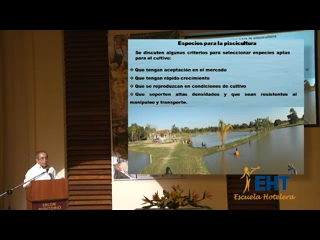 Especies para la piscicultura
Se discuten algunos criterios para seleccionar especies aptas
para el cultivo:
Que tengan aceptación en el mercado
Que tengan rápido crecimiento
Que se reproduzcan en condiciones de cultivo
Que soporten altas densidades y que sean resistentes al
manipuleo y transporte.
EHT
Escuela Hotelera